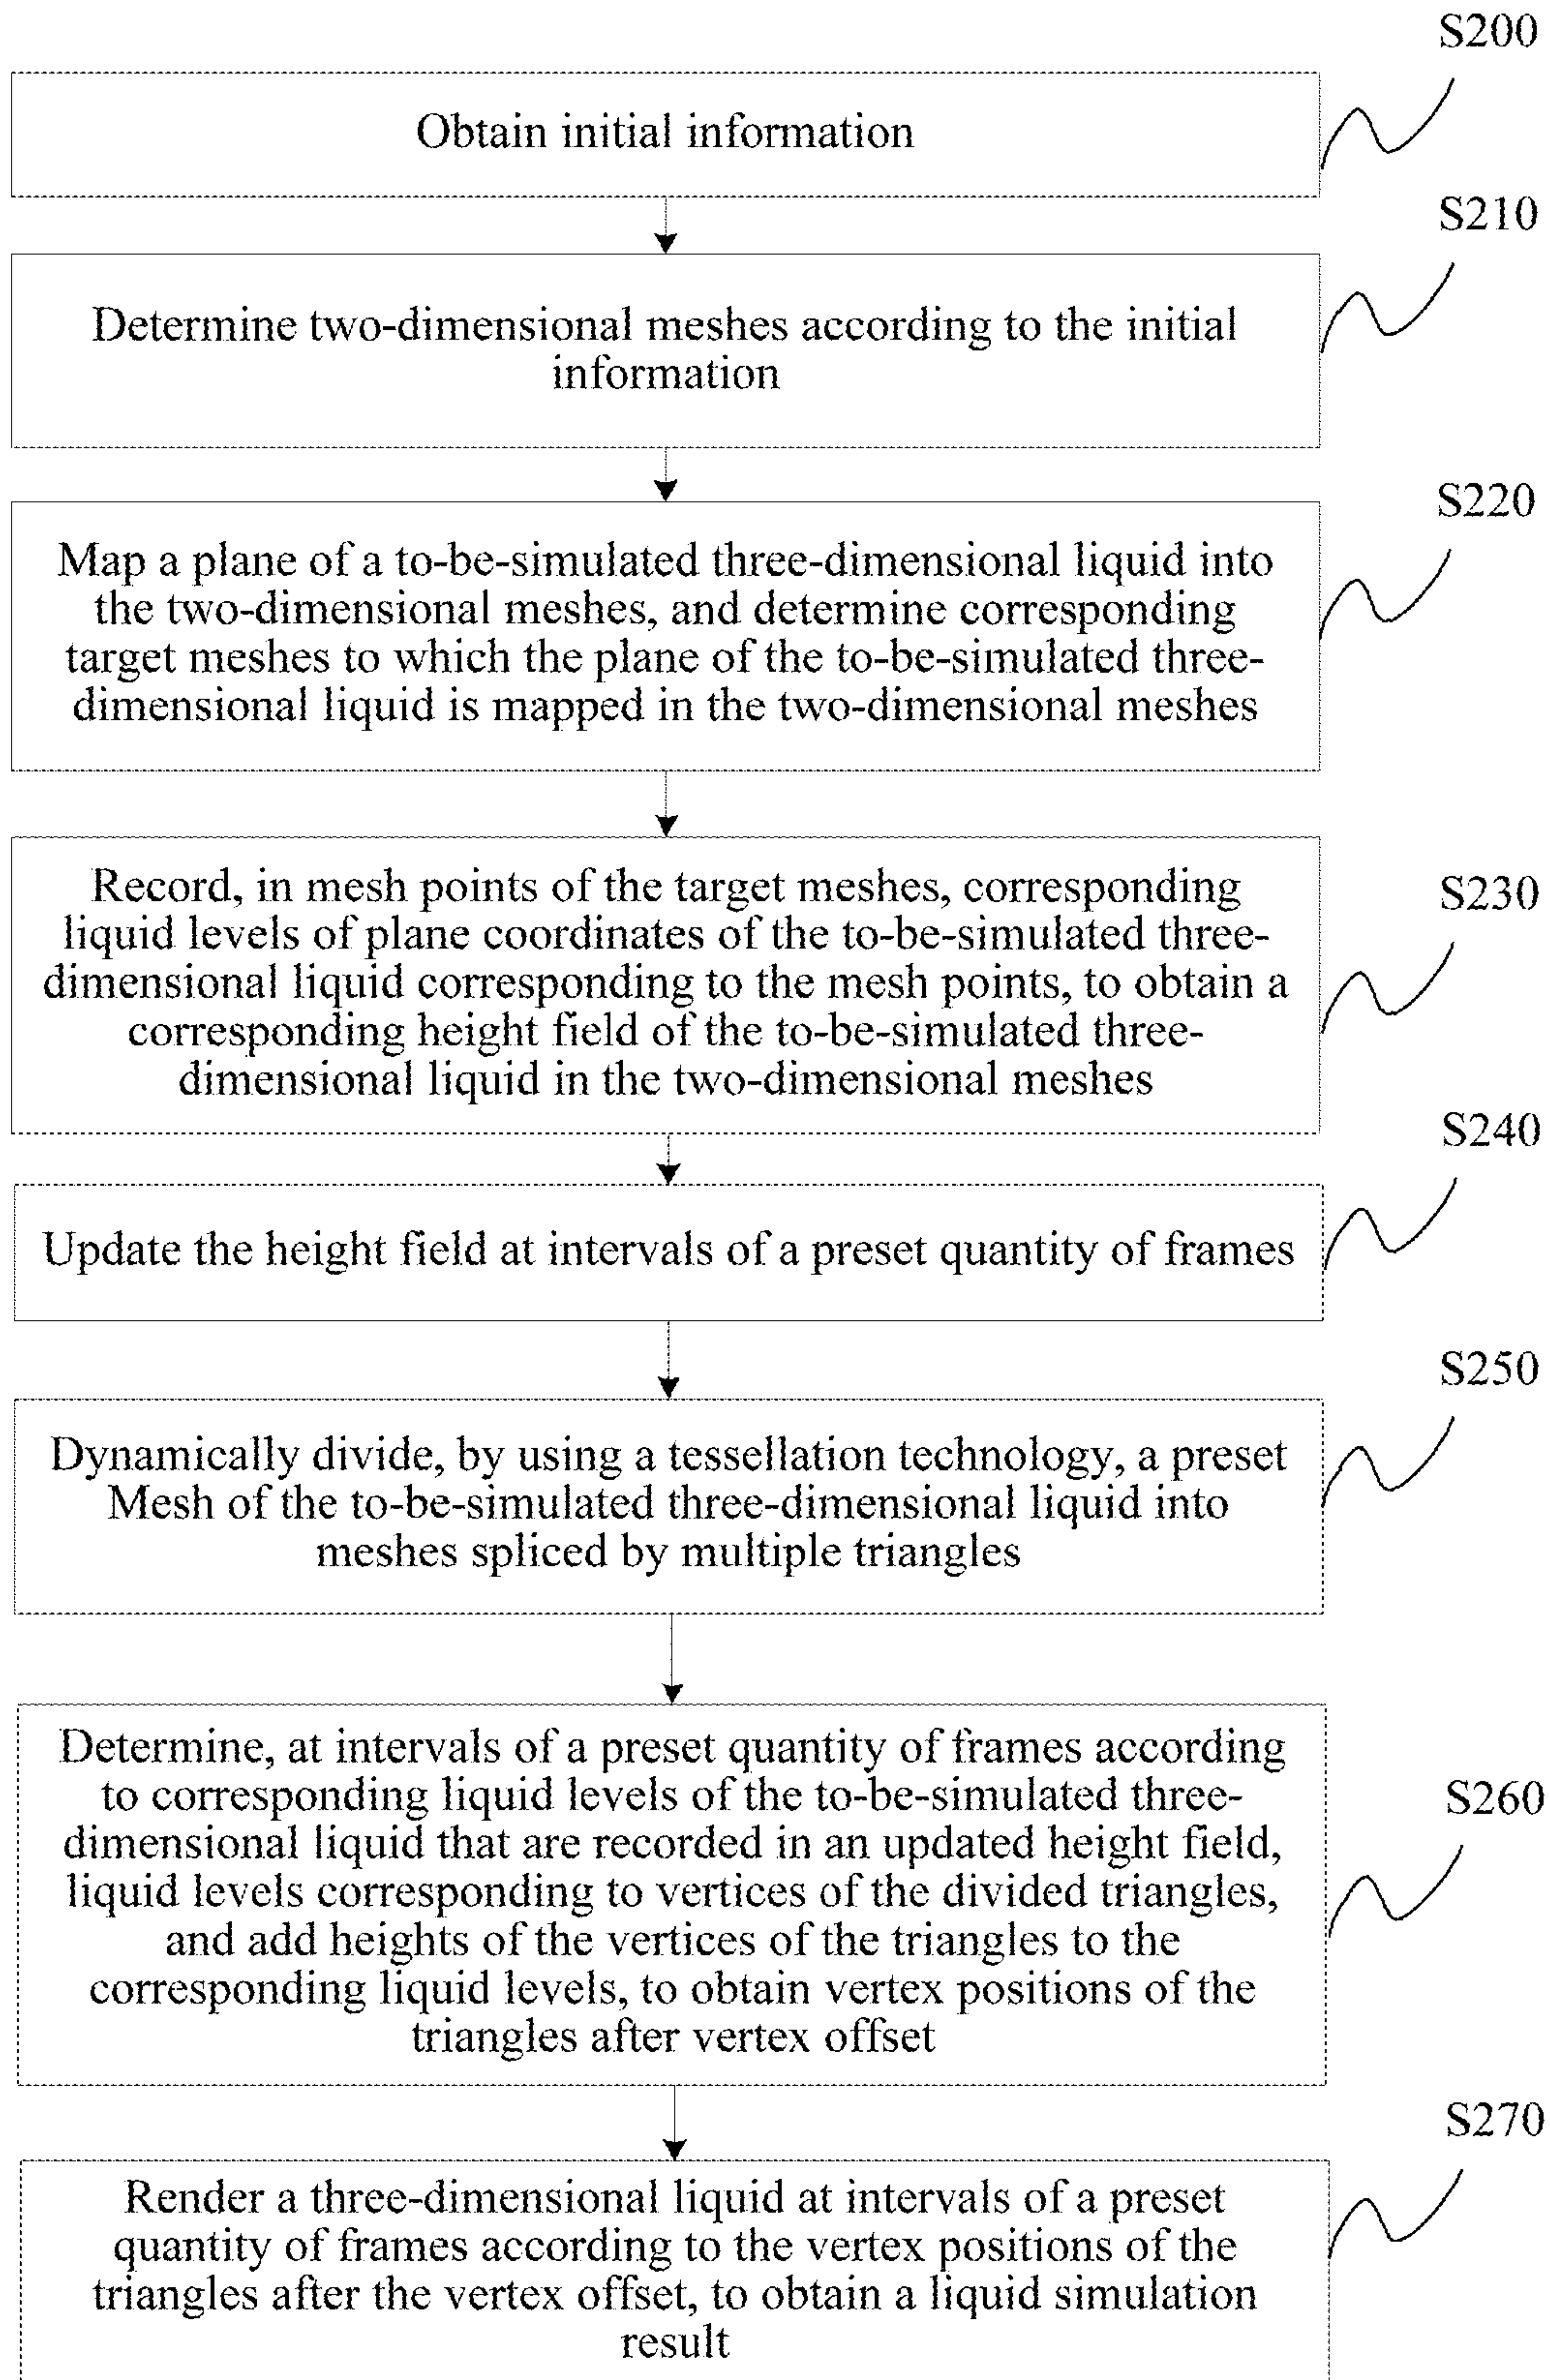 S200
Obtain initial information
S210
Determine two-dimensional meshes according to the initial
information
S220
Map a plane of a to-be-simulated three-dimensional liquid into
the two-dimensional meshes, and determine corresponding
target meshes to which the plane of the to-be-simulated three-
dimensional liquid is mapped in the two-dimensional meshes
S230
Record, in mesh points of the target meshes, corresponding
liquid levels of plane coordinates of the to-be-simulated three-
dimensional liquid corresponding to the mesh points, to obtain a
corresponding height field of the to-be-simulated three-
dimensional liquid in the two-dimensional meshes
S240
Update the height field at intervals of a preset quantity of frames
S250
Dynamically divide, by using a tessellation technology, a preset
Mesh of the to-be-simulated three-dimensional liquid into
meshes spliced by multiple triangles
S260
Determine, at intervals of a preset quantity of frames according
to corresponding liquid levels of the to-be-simulated three-
dimensional liquid that are recorded in an updated height field,
liquid levels corresponding to vertices of the divided triangles,
and add heights of the vertices of the triangles to the
corresponding liquid levels, to obtain vertex positions of the
triangles after vertex offset
S270
Render a three-dimensional liquid at intervals of a preset
quantity of frames according to the vertex positions of the
triangles after the vertex offset, to obtain a liquid simulation
result